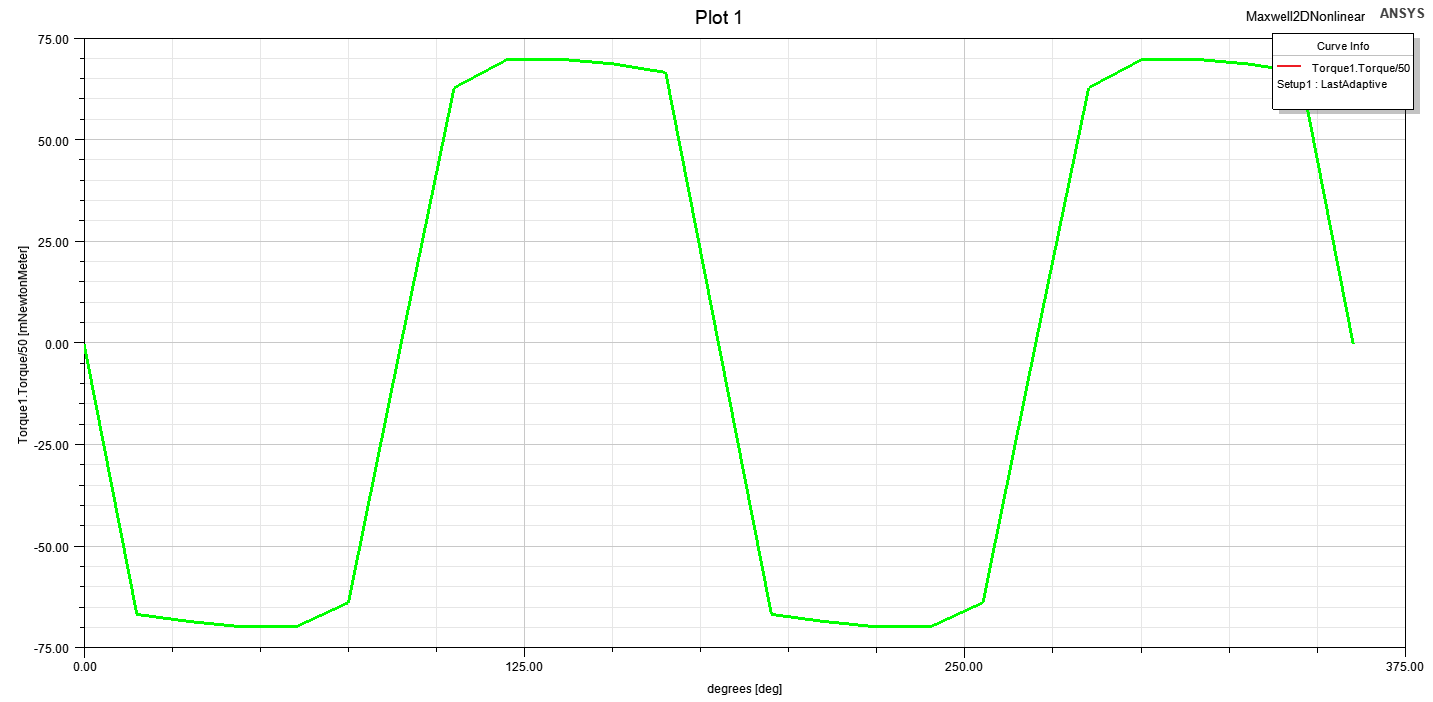 Plot 1
Maxwell2DNonlinear
ANSYS
Curve Info
Torque1.Torque/50
Setup1 : LastAdaptive
75.00
50.00
25.00
0.00
-25.00
-50.00
-75.00
Torque1.Torque/50 [mNewtonMeter]
0.00
125.00
250.00
375.00
degrees [deg]